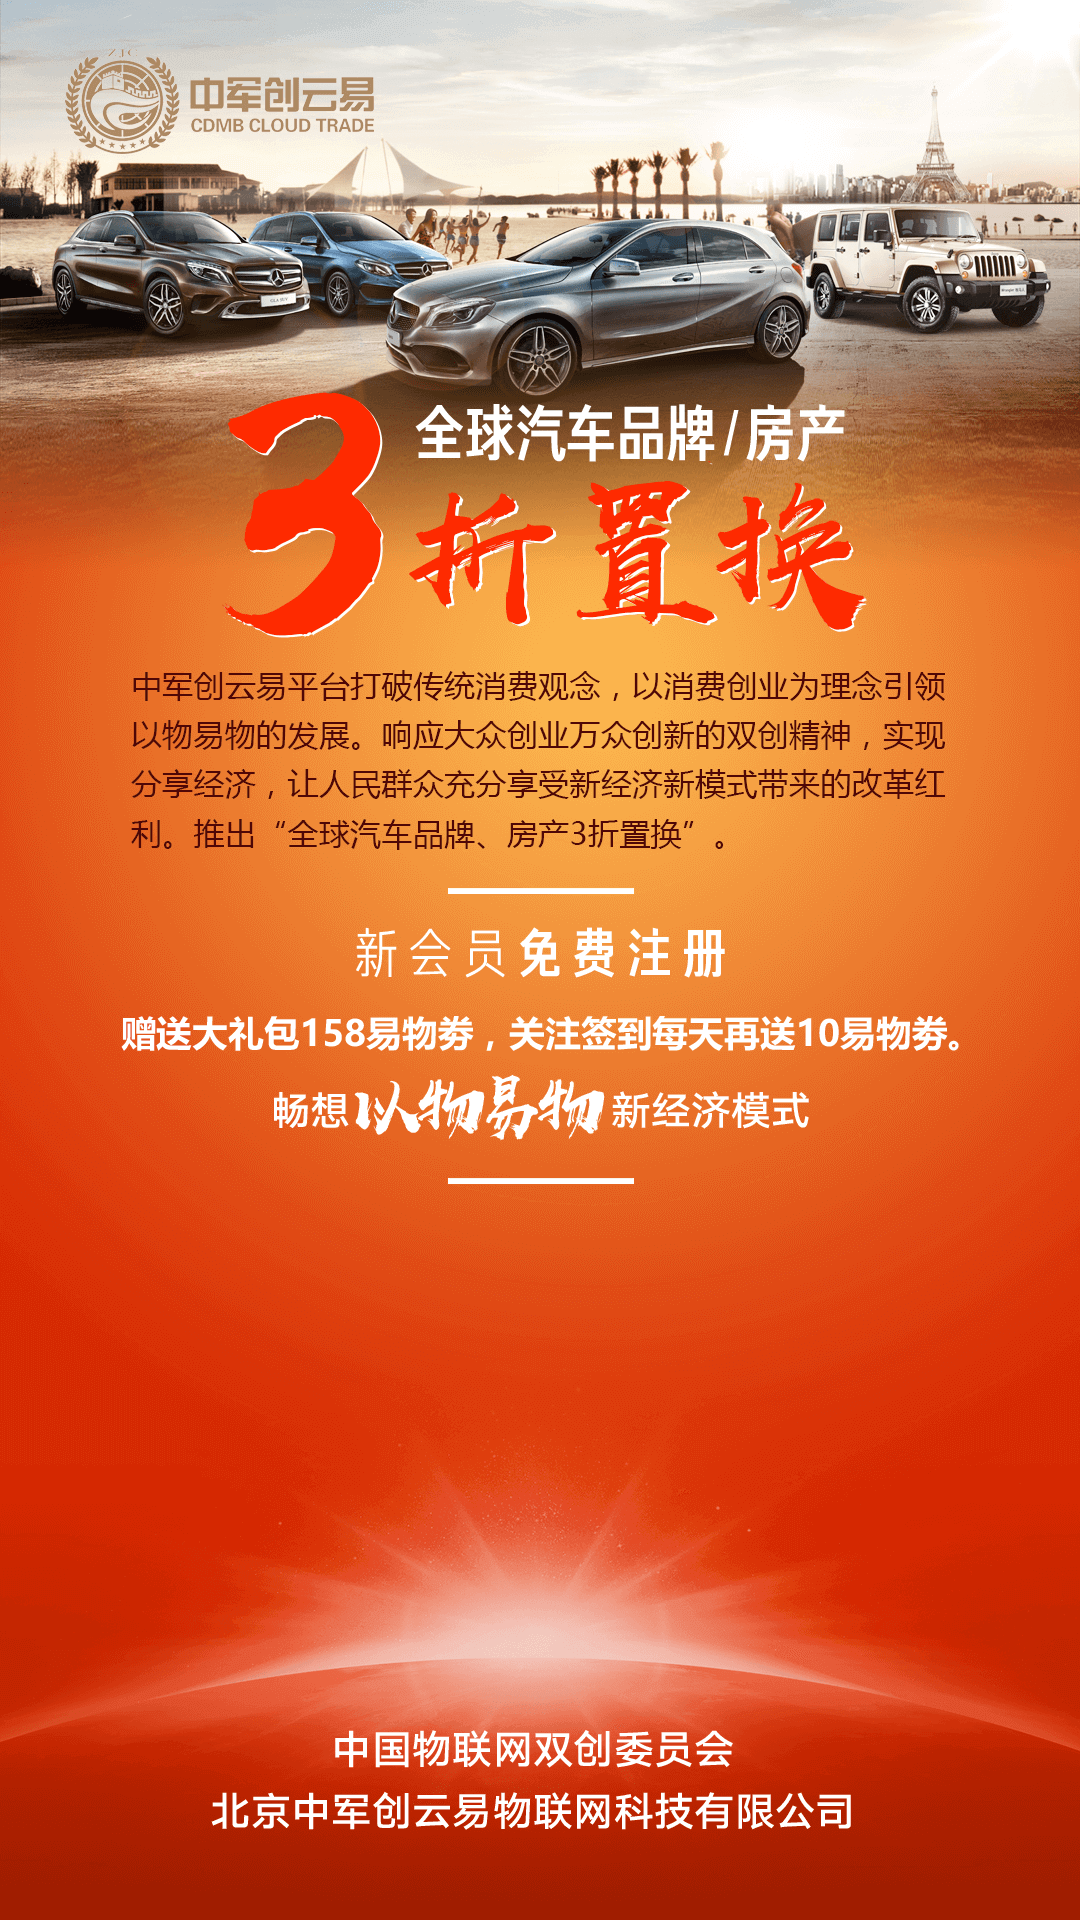 ZJC
中军创云易
CDMB CLOUD TRADE
全球汽车品牌/房产
3折置换
中军创云易平台打破传统消费观念，以消费创业为理念引领
以物易物的发展。响应大众创业万众创新的双创精神，实现
分享经济，让人民群众充分享受新经济新模式带来的改革红
利。推出“全球汽车品牌、房产3折置换”。
新会员免费注册
赠送大礼包158易物券，关注签到每天再送10易物券。
畅想以物易物新经济模式
中国物联网双创委员会
北京中军创云易物联网科技有限公司